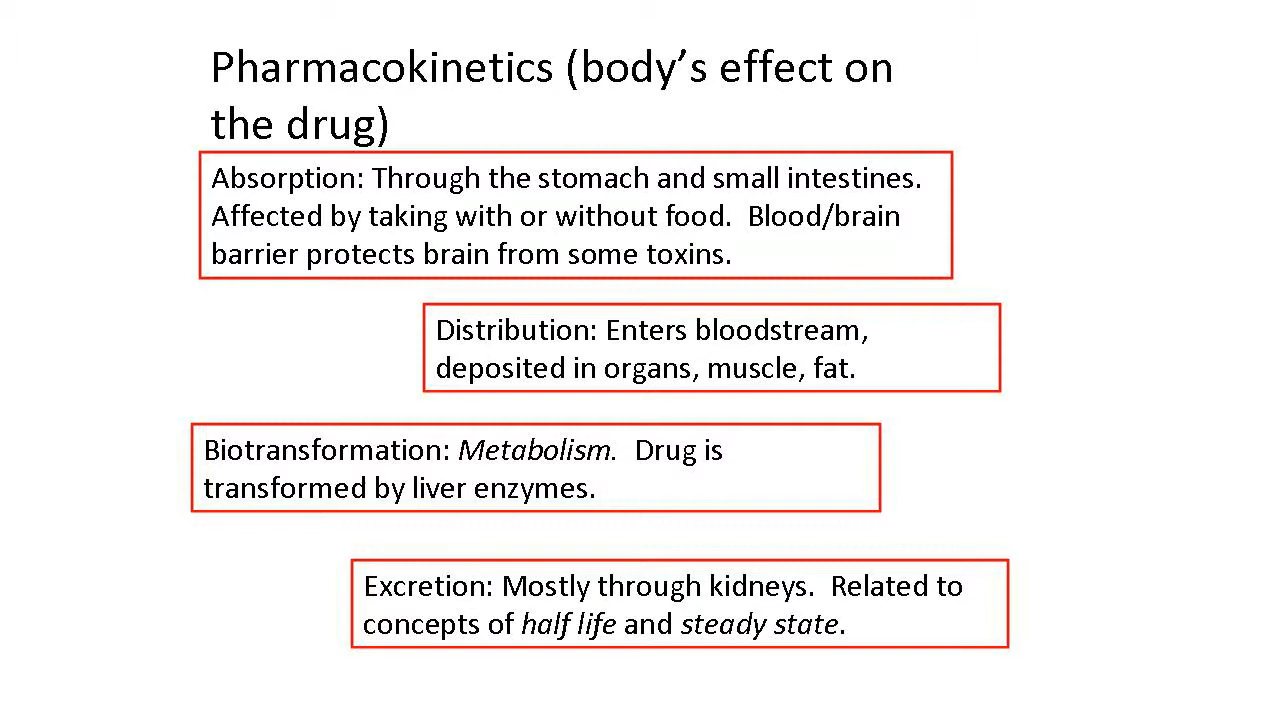 Pharmacokinetics (body’s effect on
the drug)
Absorption: Through the stomach and small intestines.
Affected by taking with or without food.  Blood/brain
barrier protects brain from some toxins.
Distribution: Enters bloodstream,
deposited in organs, muscle, fat.
Biotransformation: Metabolism.  Drug is
transformed by liver enzymes.
Excretion: Mostly through kidneys.  Related to
concepts of half life and steady state.